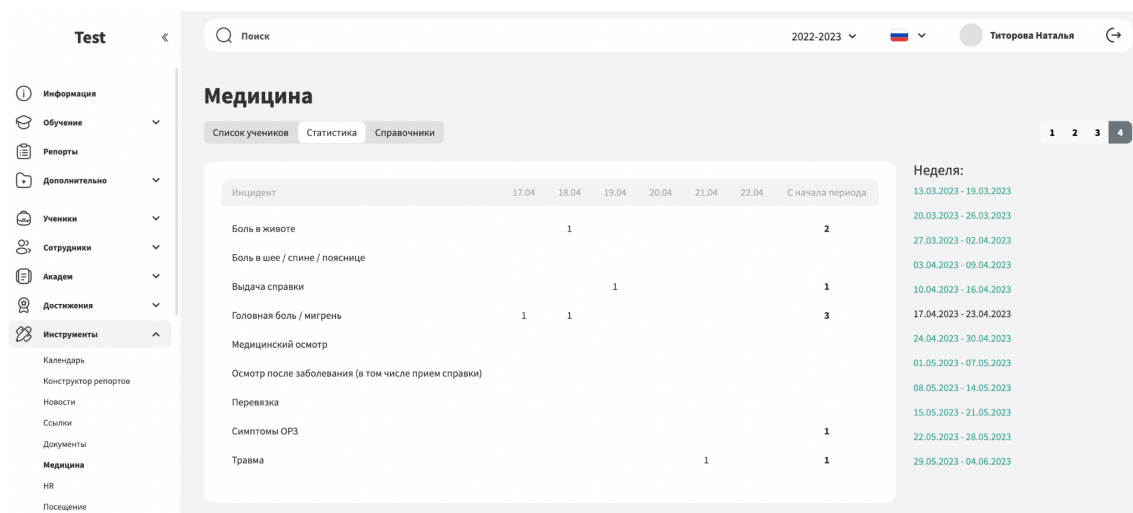 Test «
Поиск 2022-2023 Титорова Наталья
Информация
Обучение
Репорты
Дополнительно
Ученики
Сотрудники
Академ
Достижения
Инструменты
Календарь
Конструктор репортов
Новости
Ссылки
Документы
Медицина
HR
Посещение
Медицина
Список учеников Статистика Справочники
1 2 3 4
Инцидент 17.04 18.04 19.04 20.04 21.04 22.04 С начала периода
Боль в животе 1 2
Боль в шее / спине / пояснице
Выдача справки 1 1
Головная боль / мигрень 1 1 3
Медицинский осмотр
Осмотр после заболевания (в том числе прием справки)
Перевязка
Симптомы ОРЗ 1
Травма 1 1
Неделя:
13.03.2023 - 19.03.2023
20.03.2023 - 26.03.2023
27.03.2023 - 02.04.2023
03.04.2023 - 09.04.2023
10.04.2023 - 16.04.2023
17.04.2023 - 23.04.2023
24.04.2023 - 30.04.2023
01.05.2023 - 07.05.2023
08.05.2023 - 14.05.2023
15.05.2023 - 21.05.2023
22.05.2023 - 28.05.2023
29.05.2023 - 04.06.2023